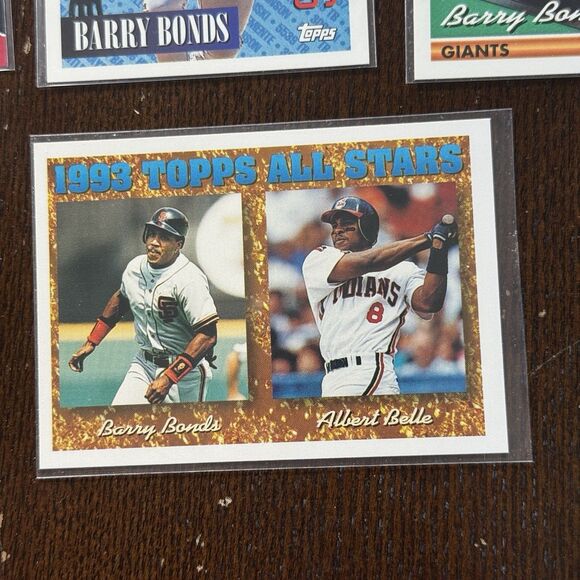 BARRY BONDS
Topps
Barry Bon
GIANTS
1993 TOPPS ALL STARS
SF
INDIANS
8
Barry Bonds
Albert Belle